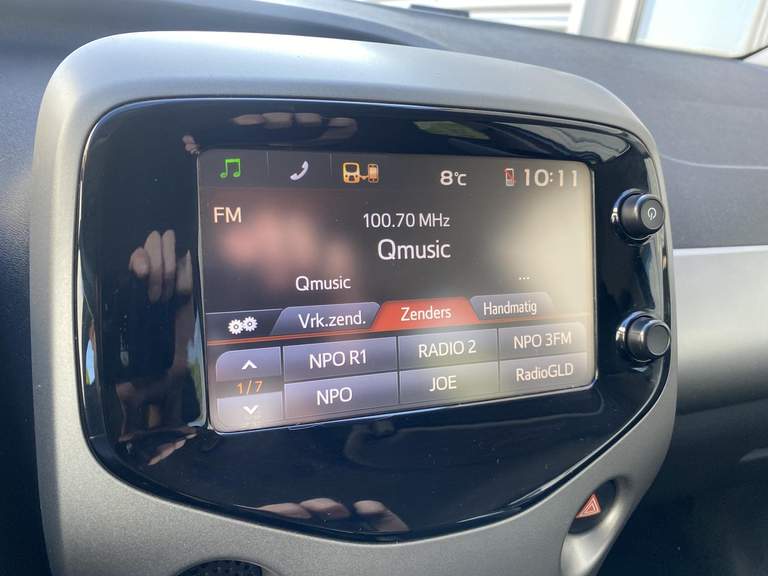 8°C 10:11
FM
100.70 MHz
Qmusic
Qmusic ...
Vrk.zend. Zenders Handmatig
NPO R1 RADIO 2 NPO 3FM
1/7
NPO JOE RadioGLD